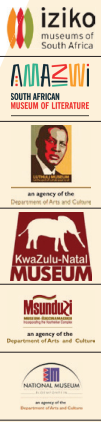 iziko
museums of
South Africa
AMAZWI
SOUTH AFRICAN
MUSEUM OF LITERATURE
LUTHULI MUSEUM
an agency of the
Department of Arts and Culture
KwaZulu-Natal
MUSEUM
Msunduzi
an agency of the
Department of Arts and Culture
NATIONAL MUSEUM
an agency of the
Department of Arts and Culture